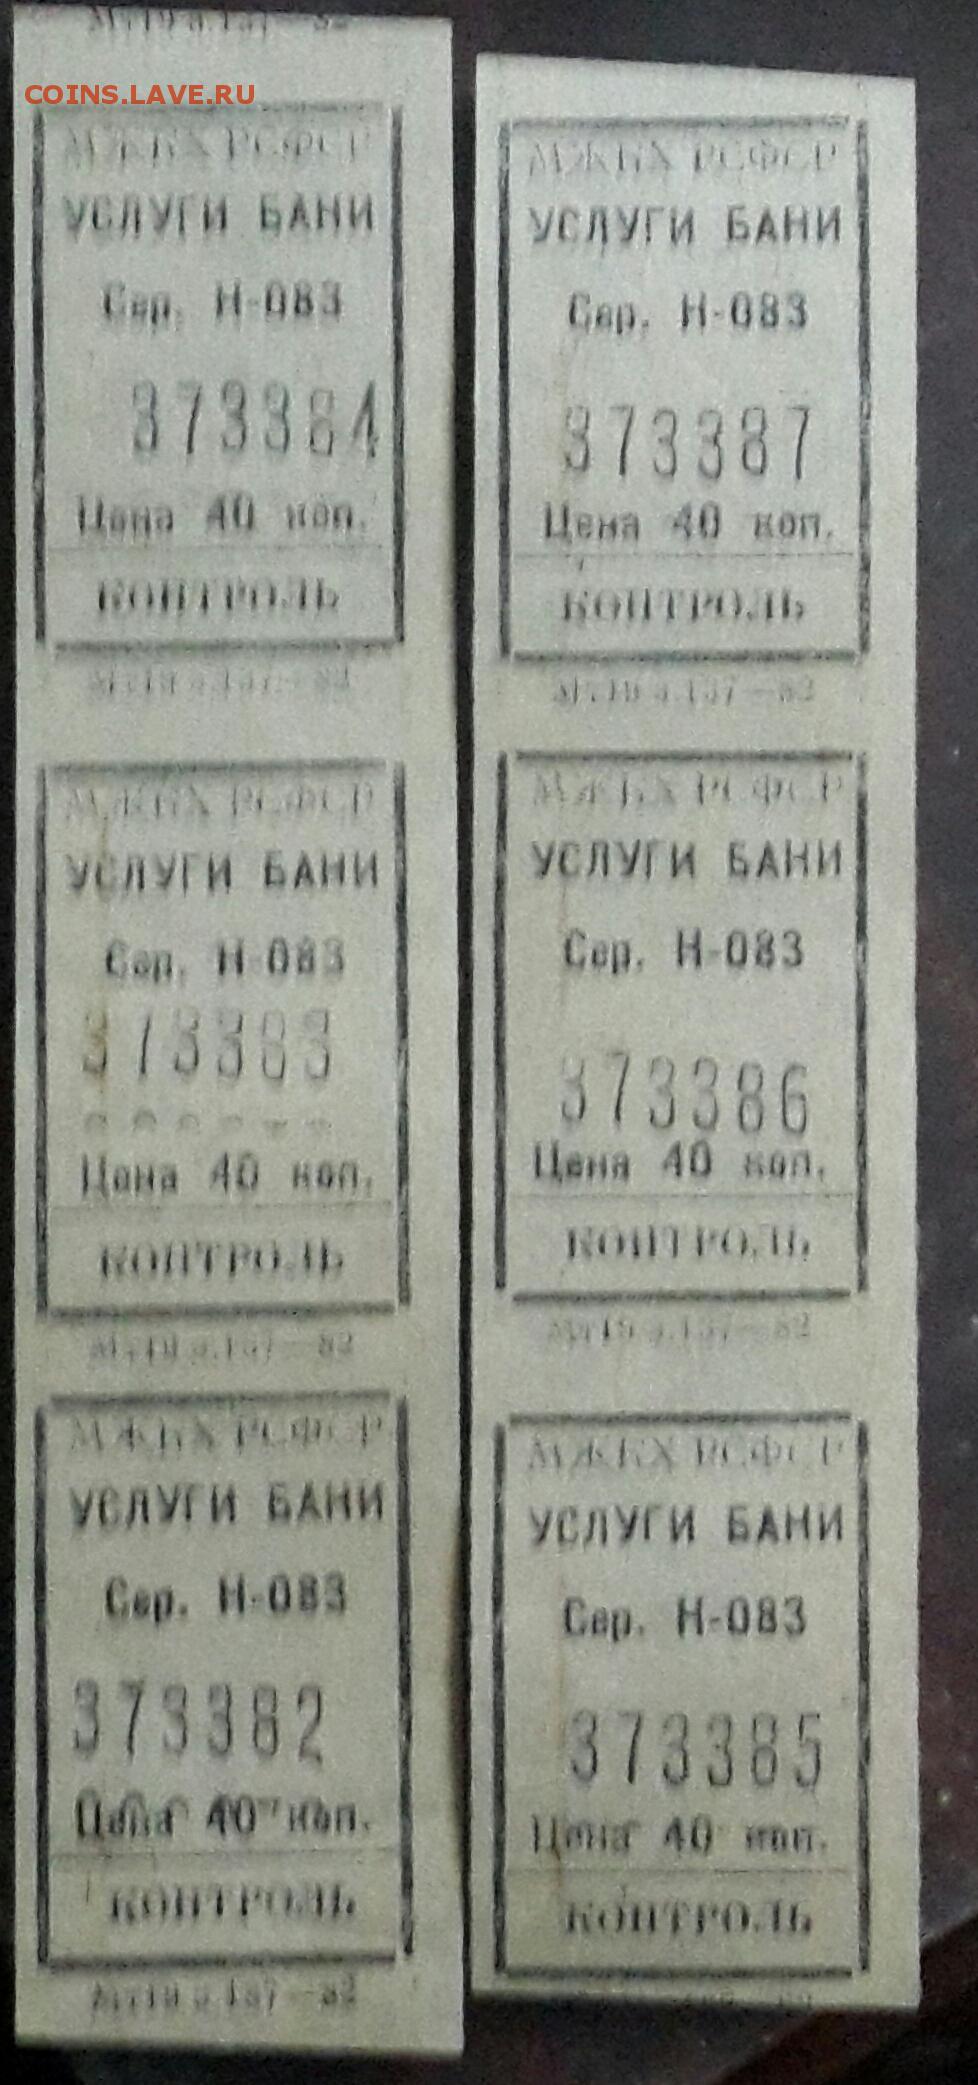 COINS.LAVE.RU
МЖКХ РСФСР
УСЛУГИ БАНИ
Сер. Н-083
373384
Цена 40 коп.
КОНТРОЛЬ
МЖКХ РСФСР
УСЛУГИ БАНИ
Сер. Н-083
373383
Цена 40 коп.
КОНТРОЛЬ
МЖКХ РСФСР
УСЛУГИ БАНИ
Сер. Н-083
373382
Цена 40 коп.
КОНТРОЛЬ
МЖКХ РСФСР
УСЛУГИ БАНИ
Сер. Н-083
373387
Цена 40 коп.
КОНТРОЛЬ
МЖКХ РСФСР
УСЛУГИ БАНИ
Сер. Н-083
373386
Цена 40 коп.
КОНТРОЛЬ
МЖКХ РСФСР
УСЛУГИ БАНИ
Сер. Н-083
373385
Цена 40 коп.
КОНТРОЛЬ